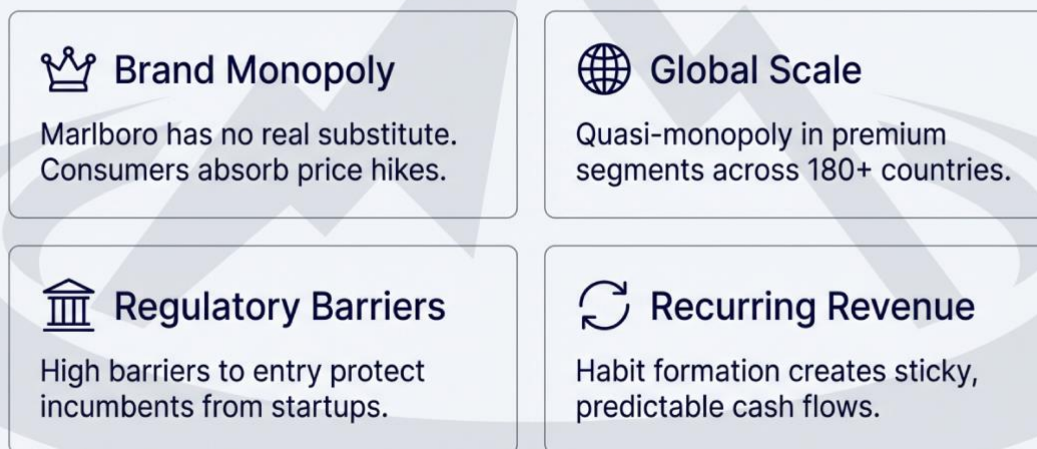 Brand Monopoly
Marlboro has no real substitute.
Consumers absorb price hikes.
Global Scale
Quasi-monopoly in premium
segments across 180+ countries.
Regulatory Barriers
High barriers to entry protect
incumbents from startups.
Recurring Revenue
Habit formation creates sticky,
predictable cash flows.